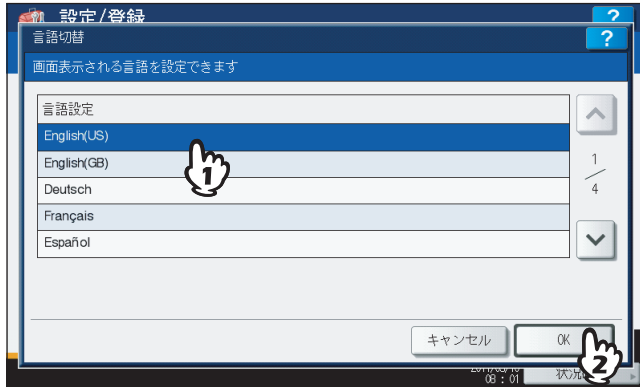 設定/登録
?
言語切替
?
画面表示される言語を設定できます
言語設定
English(US)
English(GB)
Deutsch
Français
Español
1
4
キャンセル
OK
1
2
08 : 01
状況